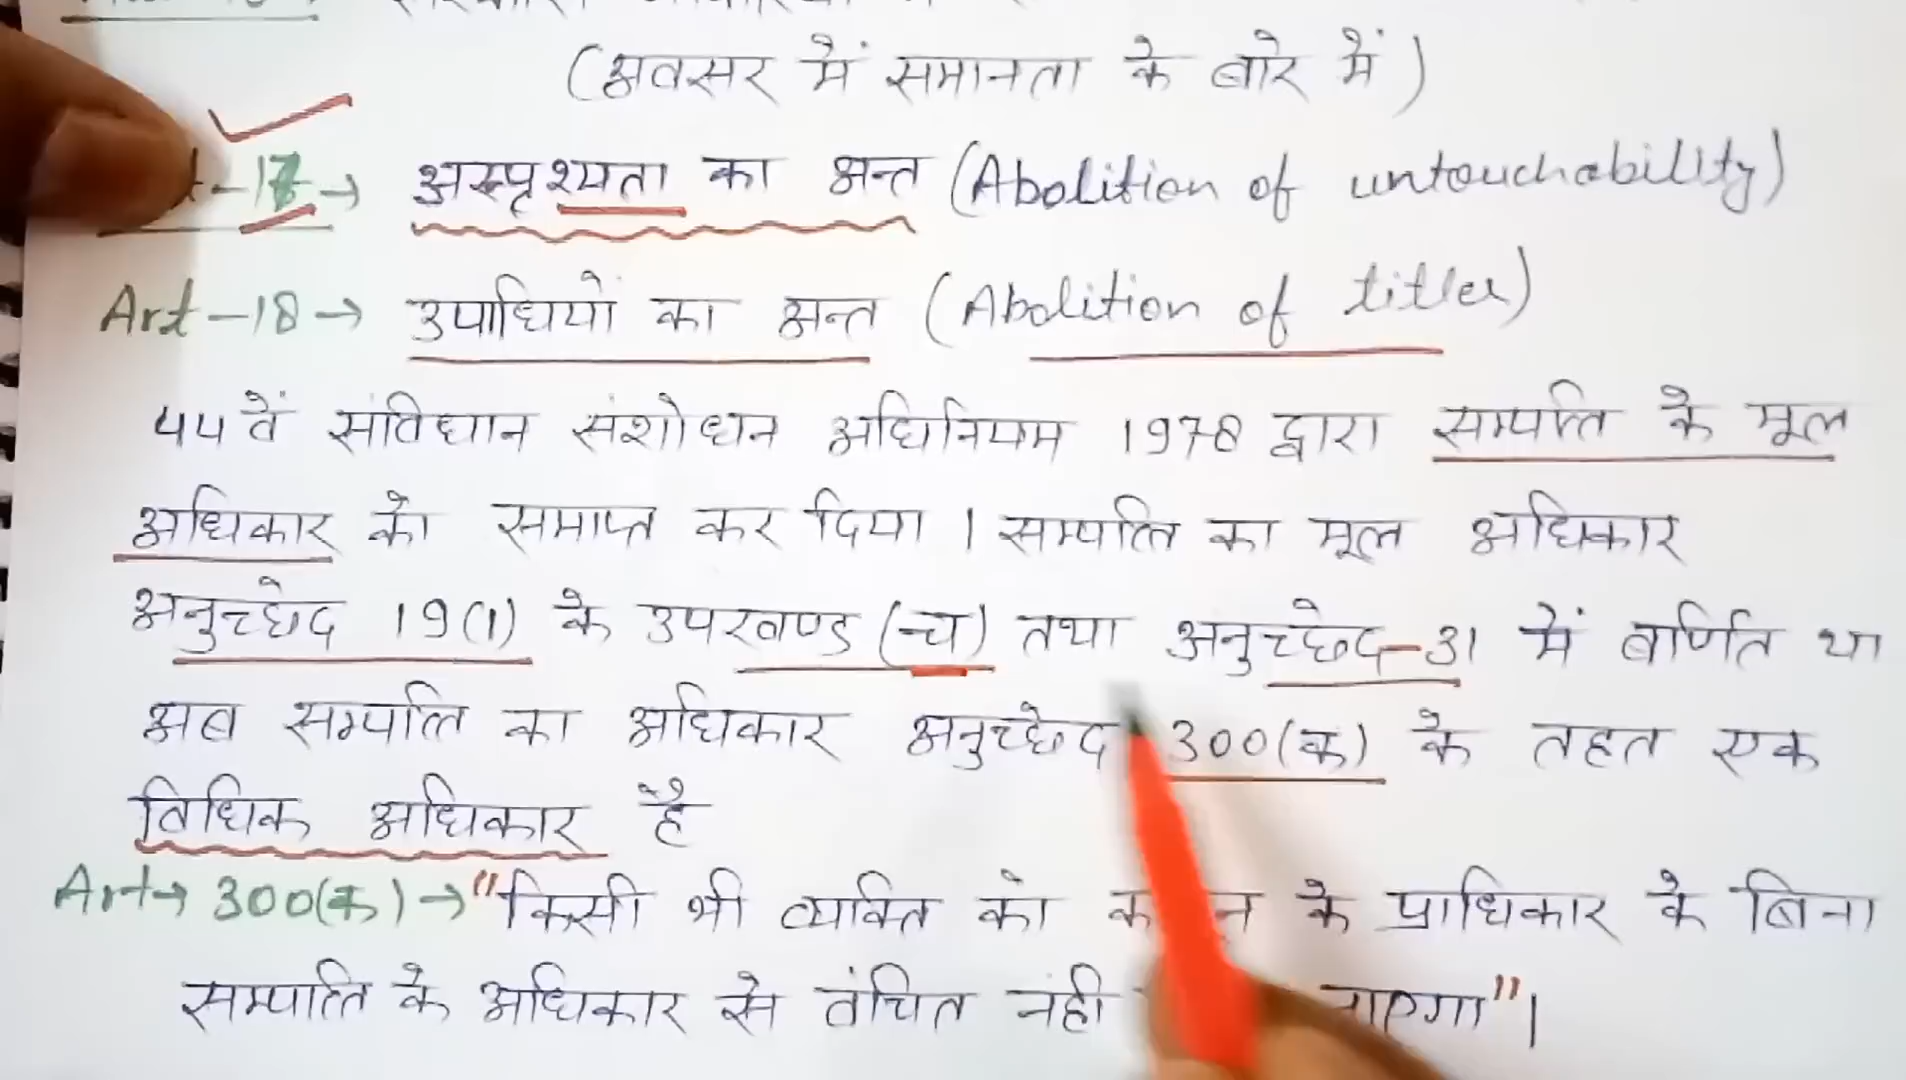 (अवसर में समानता के बारे में)
-17→ अस्पृश्यता का अन्त (Abolition of untouchability)
Art-18→ उपाधियों का अन्त (Abolition of titles)
44वें संविधान संशोधन अधिनियम 1978 द्वारा सम्पत्ति के मूल
अधिकार को समाप्त कर दिया । सम्पत्ति का मूल अधिकार
अनुच्छेद 19(1) के उपखण्ड (च) तथा अनुच्छेद-31 में वर्णित था
अब सम्पत्ति का अधिकार अनुच्छेद 300(क) के तहत एक
विधिक अधिकार है
Art→ 300(क)→ "किसी भी व्यक्ति को के प्राधिकार के बिना
सम्पत्ति के अधिकार से वंचित नंही जाएगा"।